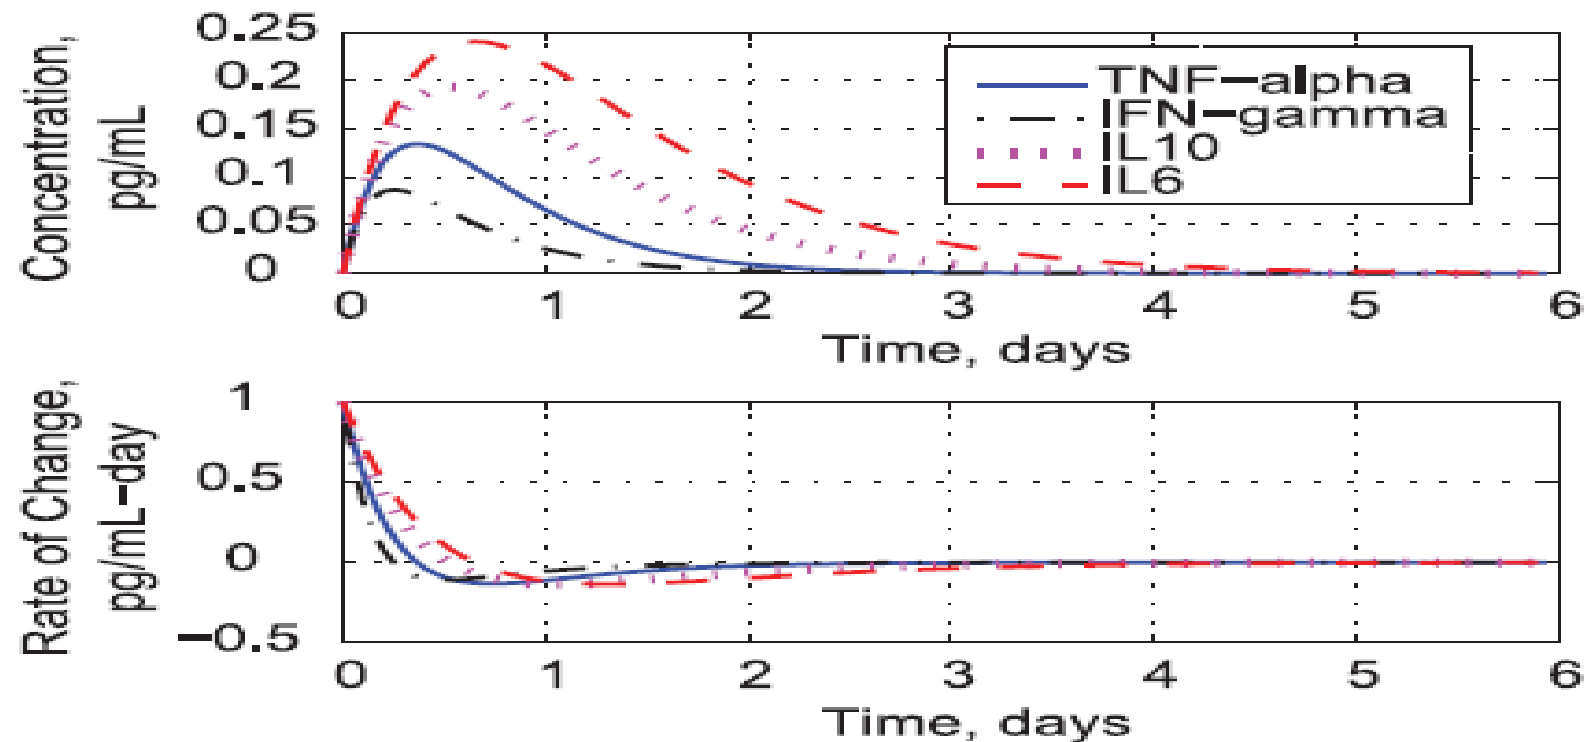 Concentration,
pg/mL
0.25
0.2
0.15
0.1
0.05
0
TNF-alpha
IFN-gamma
IL10
IL6
0 1 2 3 4 5 6
Time, days
Rate of Change,
pg/mL-day
1
0.5
0
-0.5
0 1 2 3 4 5 6
Time, days